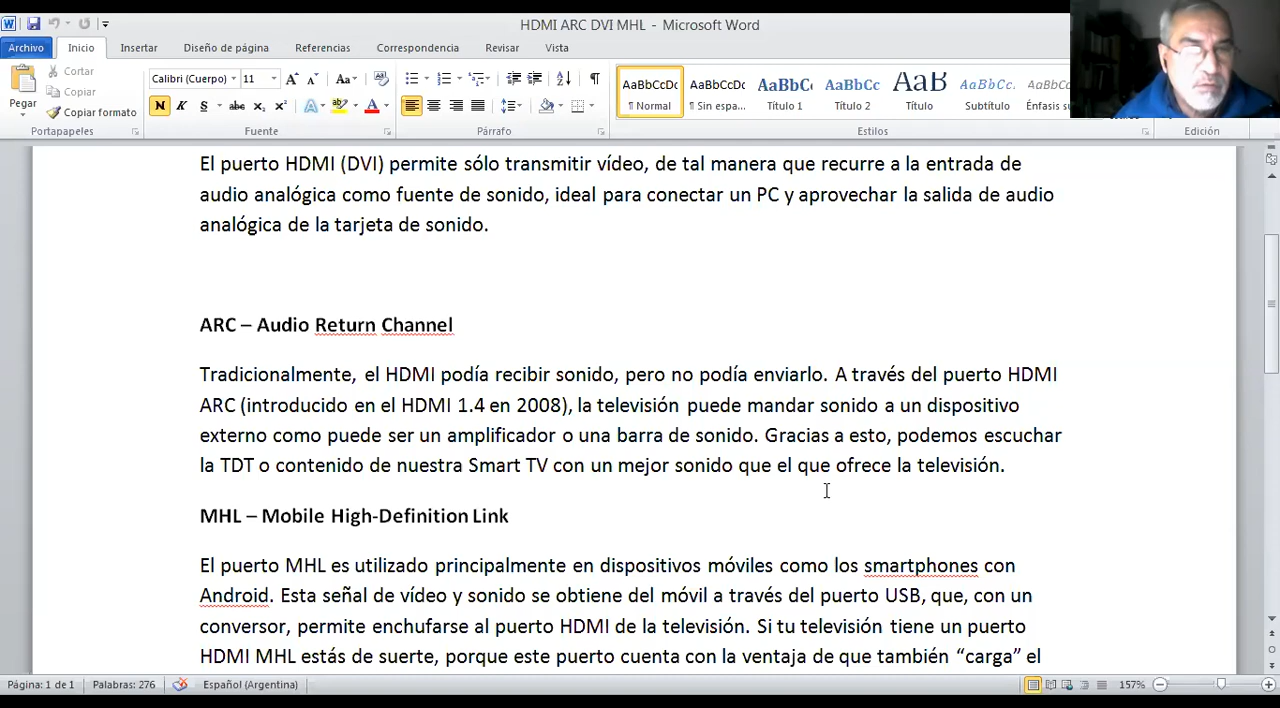 HDMI ARC DVI MHL - Microsoft Word
Archivo Inicio Insertar Diseño de página Referencias Correspondencia Revisar Vista
Pegar
Cortar
Copiar
Copiar formato
Portapapeles
Calibri (Cuerpo) 11
N K S abc x₂ x²
Fuente
Párrafo
AaBbCcDc
¶ Normal
AaBbCcDc
¶ Sin espa...
AaBbC
Título 1
AaBbCc
Título 2
AaB
Título
AaBbCc.
Subtítulo
AaBbC
Énfasis
Estilos
Edición
El puerto HDMI (DVI) permite sólo transmitir vídeo, de tal manera que recurre a la entrada de
audio analógica como fuente de sonido, ideal para conectar un PC y aprovechar la salida de audio
analógica de la tarjeta de sonido.
ARC – Audio Return Channel
Tradicionalmente, el HDMI podía recibir sonido, pero no podía enviarlo. A través del puerto HDMI
ARC (introducido en el HDMI 1.4 en 2008), la televisión puede mandar sonido a un dispositivo
externo como puede ser un amplificador o una barra de sonido. Gracias a esto, podemos escuchar
la TDT o contenido de nuestra Smart TV con un mejor sonido que el que ofrece la televisión.
MHL – Mobile High-Definition Link
El puerto MHL es utilizado principalmente en dispositivos móviles como los smartphones con
Android. Esta señal de vídeo y sonido se obtiene del móvil a través del puerto USB, que, con un
conversor, permite enchufarse al puerto HDMI de la televisión. Si tu televisión tiene un puerto
HDMI MHL estás de suerte, porque este puerto cuenta con la ventaja de que también “carga” el
Página: 1 de 1 Palabras: 276 Español (Argentina) 157%